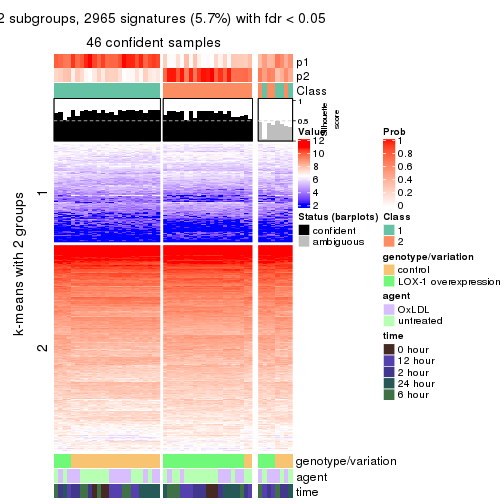 2 subgroups, 2965 signatures (5.7%) with fdr < 0.05
46 confident samples
p1
p2
Class
1
0.5
Silhouette
score
k-means with 2 groups
1
2
Value
12
10
8
6
4
2
Prob
1
0.8
0.6
0.4
0.2
0
Status (barplots)
confident
ambiguous
Class
1
2
genotype/variation
control
LOX-1 overexpression
agent
OxLDL
untreated
time
0 hour
12 hour
2 hour
24 hour
6 hour
genotype/variation
agent
time